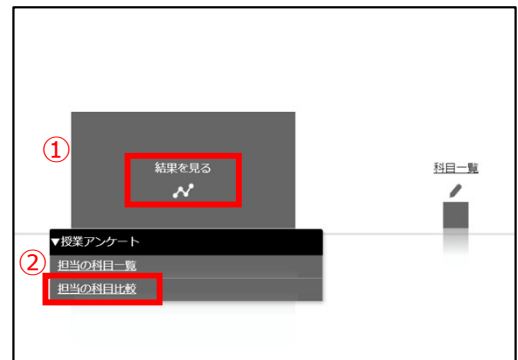 ①
結果を見る
科目一覧
▼授業アンケート
②
担当の科目一覧
担当の科目比較